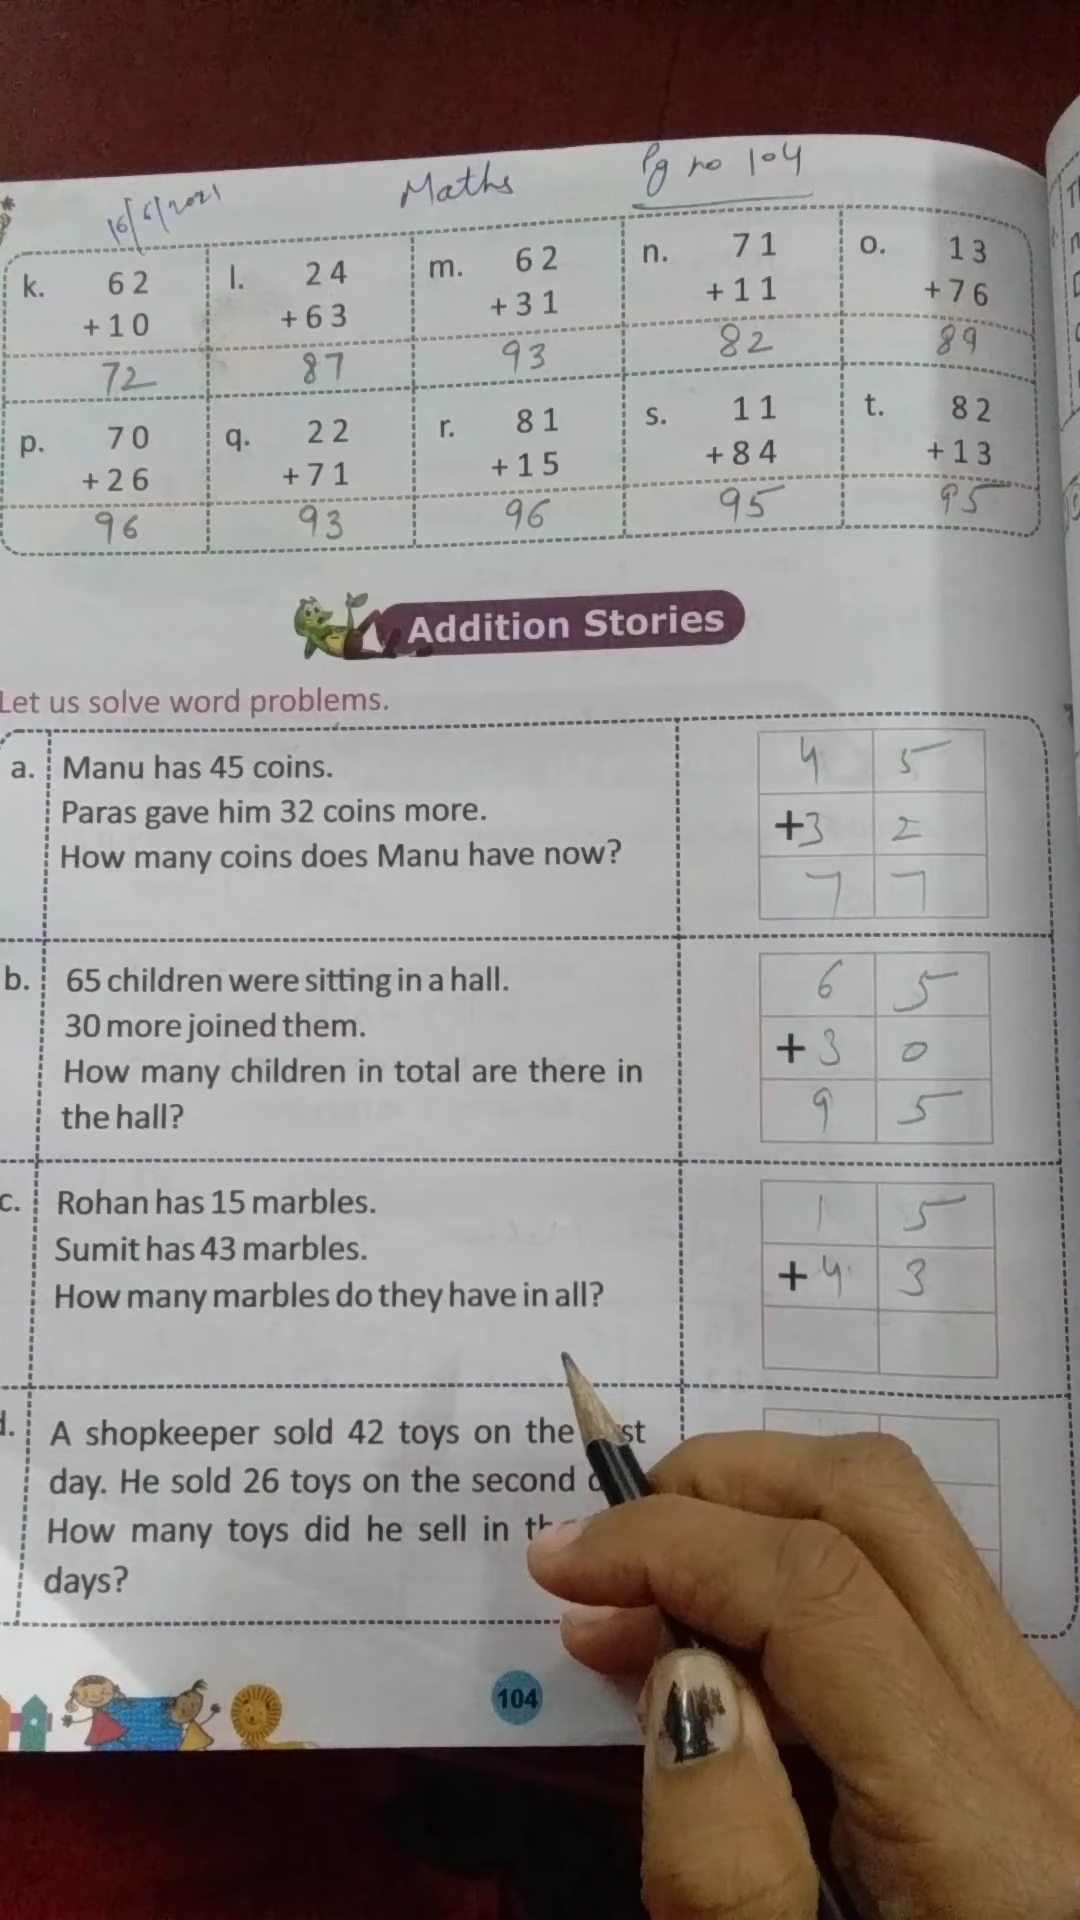 16/6/2021 Maths Pg no 104
k. 62 l. 24 m. 62 n. 71 o. 13
+10 +63 +31 +11 +76
72 87 93 82 89
p. 70 q. 22 r. 81 s. 11 t. 82
+26 +71 +15 +84 +13
96 93 96 95 95
Addition Stories
Let us solve word problems.
a. Manu has 45 coins. 4 5
Paras gave him 32 coins more. +3 2
How many coins does Manu have now? 7 7
b. 65 children were sitting in a hall. 6 5
30 more joined them. +3 0
How many children in total are there in 9 5
the hall?
c. Rohan has 15 marbles. 1 5
Sumit has 43 marbles. +4 3
How many marbles do they have in all?
A shopkeeper sold 42 toys on the
day. He sold 26 toys on the second
How many toys did he sell in
days?
104